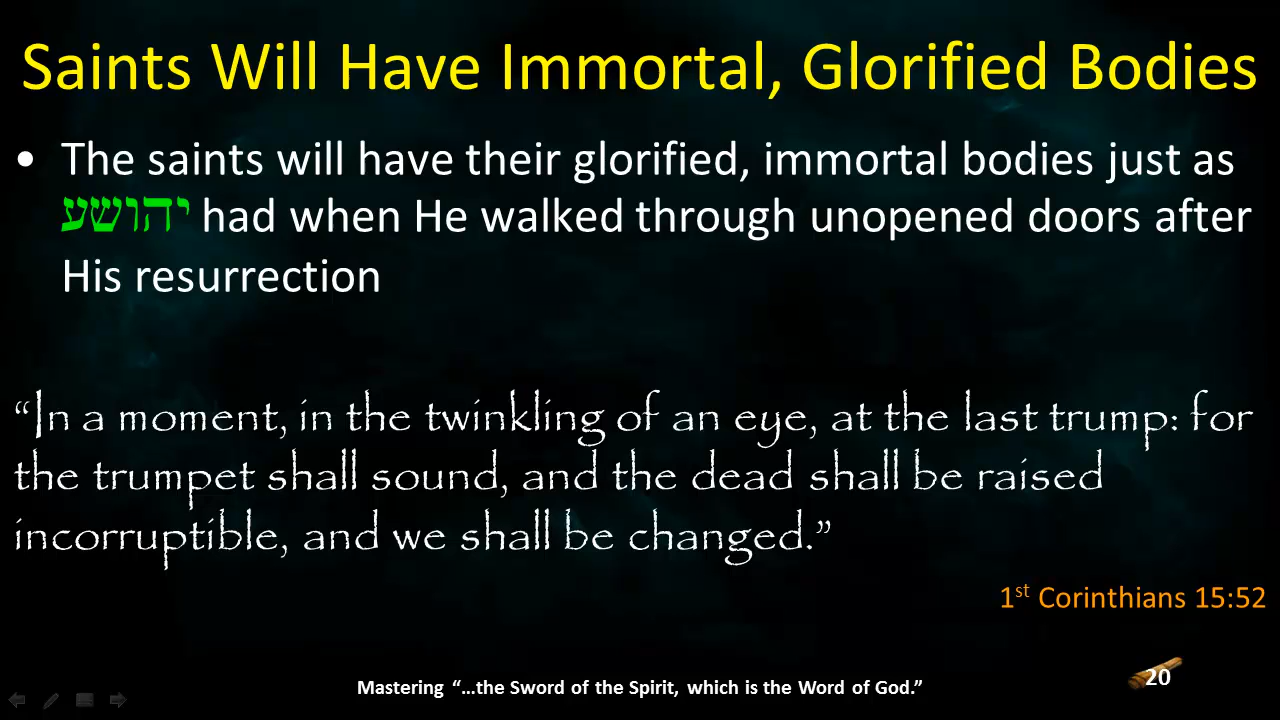 Saints Will Have Immortal, Glorified Bodies
• The saints will have their glorified, immortal bodies just as
יהושע had when He walked through unopened doors after
His resurrection
“In a moment, in the twinkling of an eye, at the last trump: for
the trumpet shall sound, and the dead shall be raised
incorruptible, and we shall be changed.”
1st Corinthians 15:52
Mastering “…the Sword of the Spirit, which is the Word of God.”
20